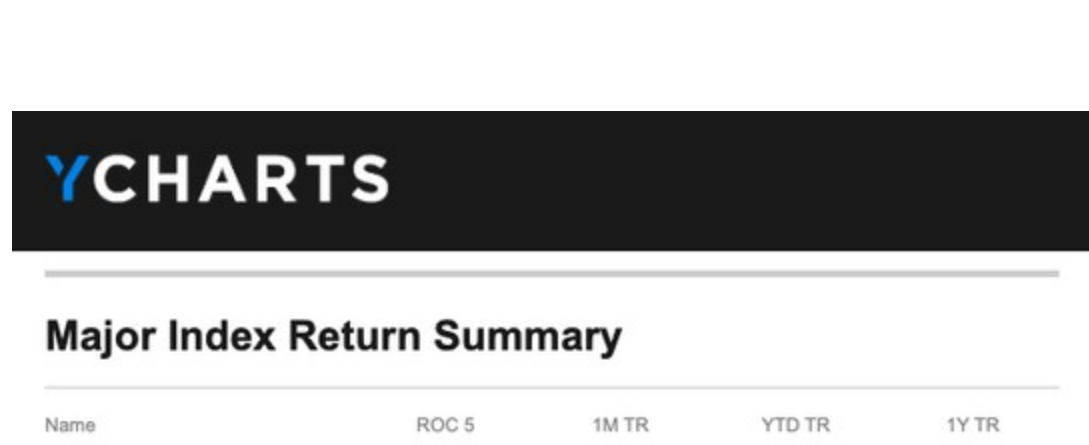 YCHARTS
Major Index Return Summary
Name ROC 5 1M TR YTD TR 1Y TR